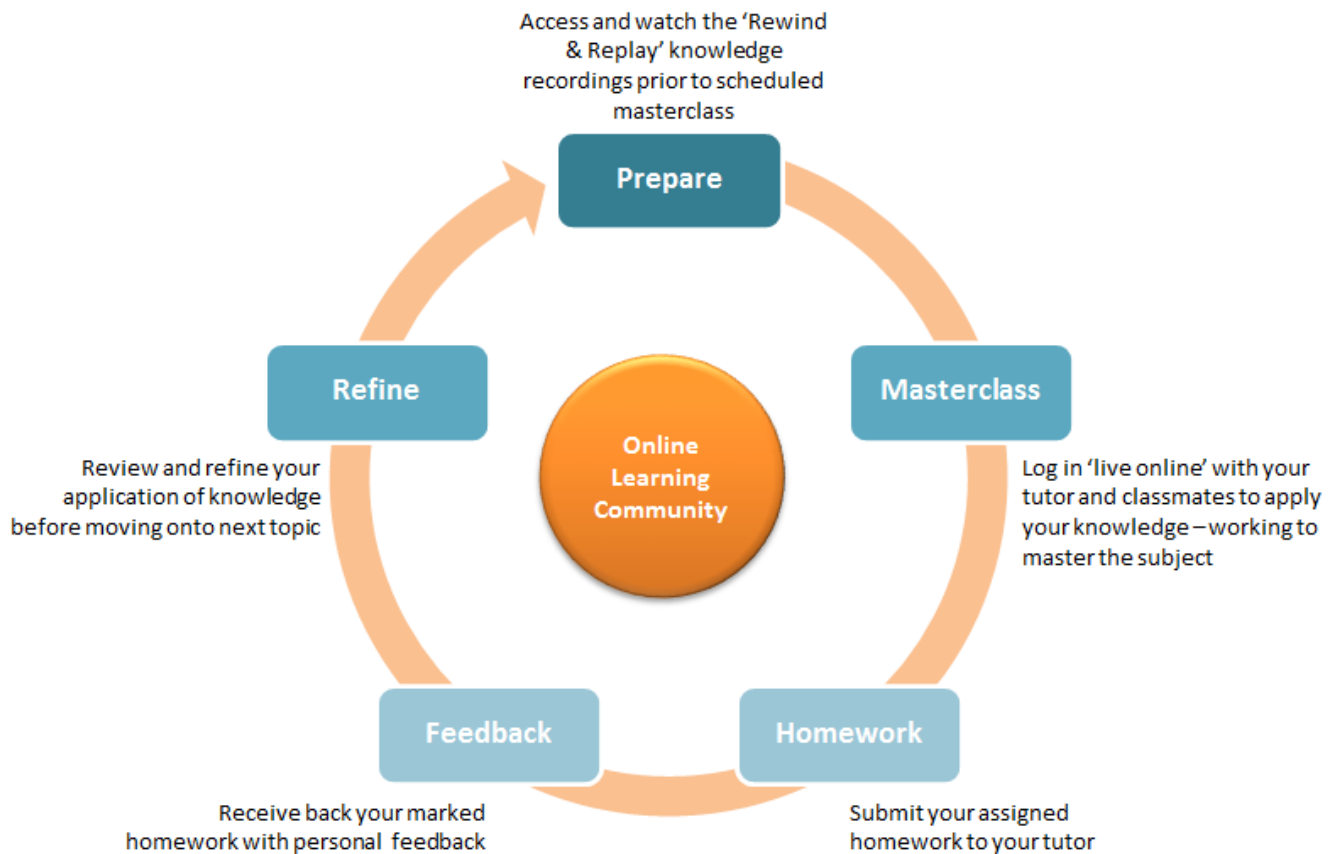 Access and watch the ‘Rewind
& Replay’ knowledge
recordings prior to scheduled
masterclass
Prepare
Masterclass
Log in ‘live online’ with your
tutor and classmates to apply
your knowledge – working to
master the subject
Homework
Submit your assigned
homework to your tutor
Feedback
Receive back your marked
homework with personal feedback
Refine
Review and refine your
application of knowledge
before moving onto next topic
Online
Learning
Community